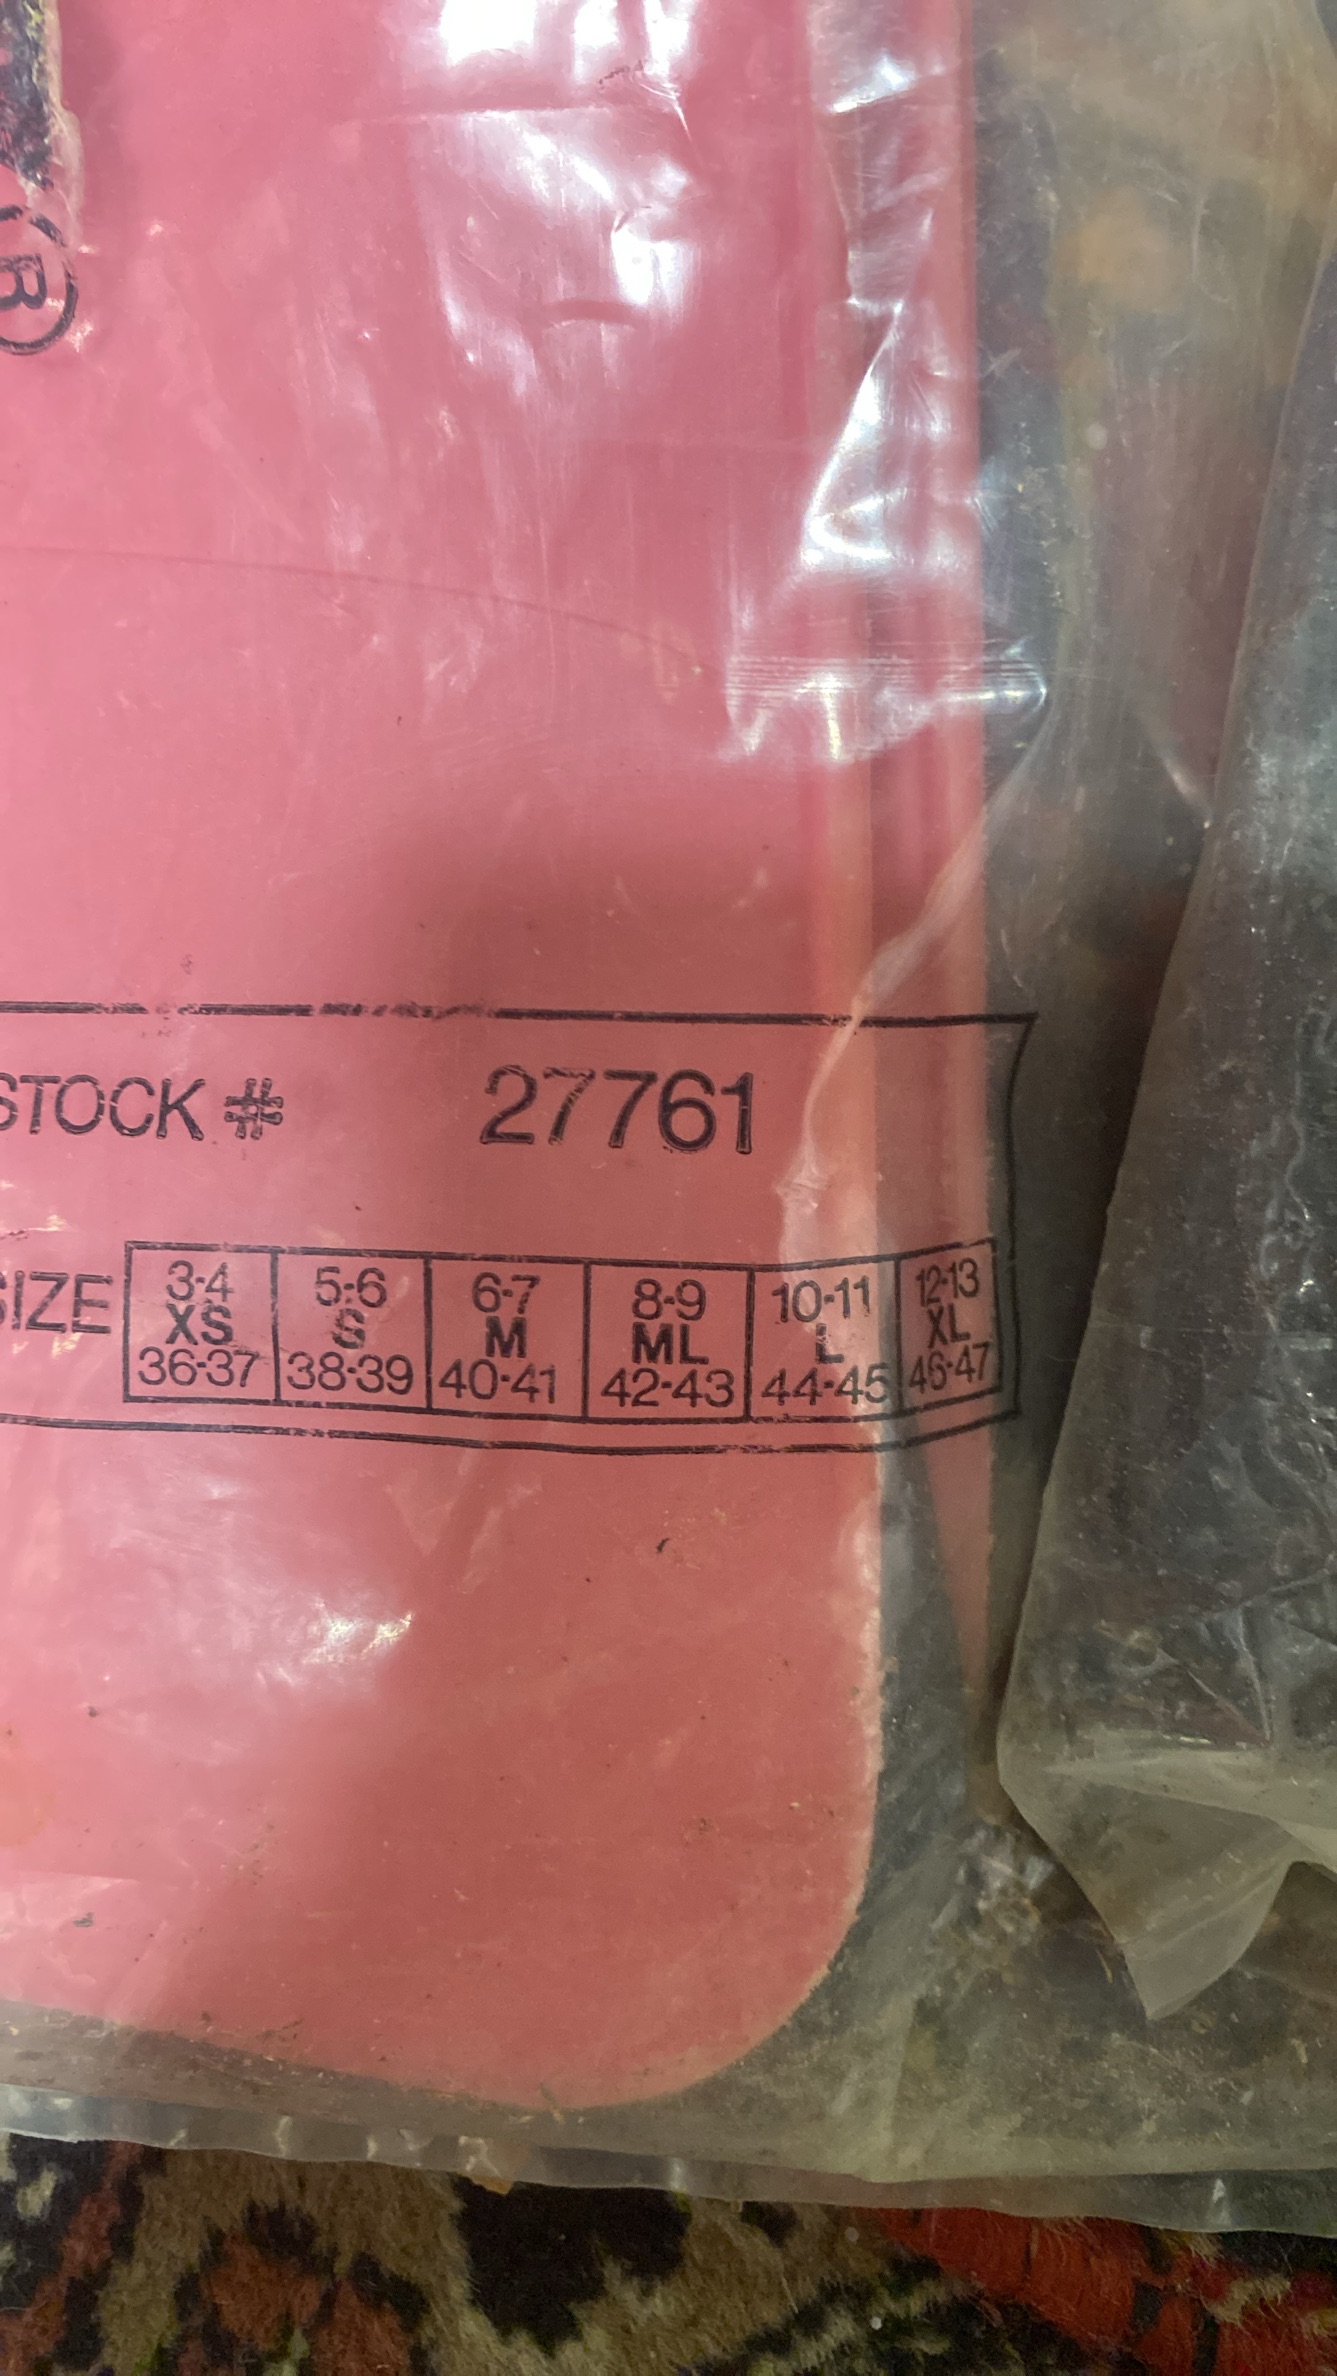 ®
STOCK # 27761
SIZE
3-4 5-6 6-7 8-9 10-11 12-13
XS S M ML L XL
36-37 38-39 40-41 42-43 44-45 46-47